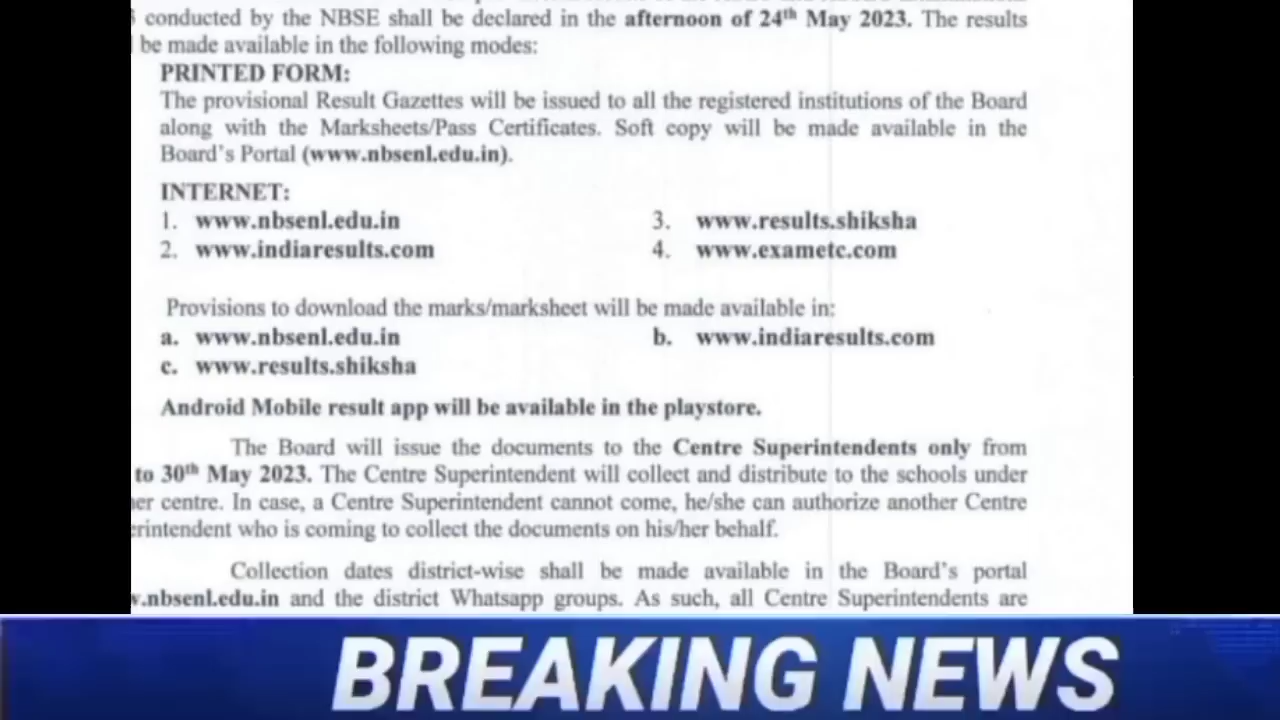 conducted by the NBSE shall be declared in the afternoon of 24th May 2023. The results
be made available in the following modes:
PRINTED FORM:
The provisional Result Gazettes will be issued to all the registered institutions of the Board
along with the Marksheets/Pass Certificates. Soft copy will be made available in the
Board's Portal (www.nbsenl.edu.in).
INTERNET:
1. www.nbsenl.edu.in 3. www.results.shiksha
2. www.indiaresults.com 4. www.exametc.com
Provisions to download the marks/marksheet will be made available in:
a. www.nbsenl.edu.in b. www.indiaresults.com
c. www.results.shiksha
Android Mobile result app will be available in the playstore.
The Board will issue the documents to the Centre Superintendents only from
to 30th May 2023. The Centre Superintendent will collect and distribute to the schools under
er centre. In case, a Centre Superintendent cannot come, he/she can authorize another Centre
rintendent who is coming to collect the documents on his/her behalf.
Collection dates district-wise shall be made available in the Board's portal
.nbsenl.edu.in and the district Whatsapp groups. As such, all Centre Superintendents are
BREAKING NEWS